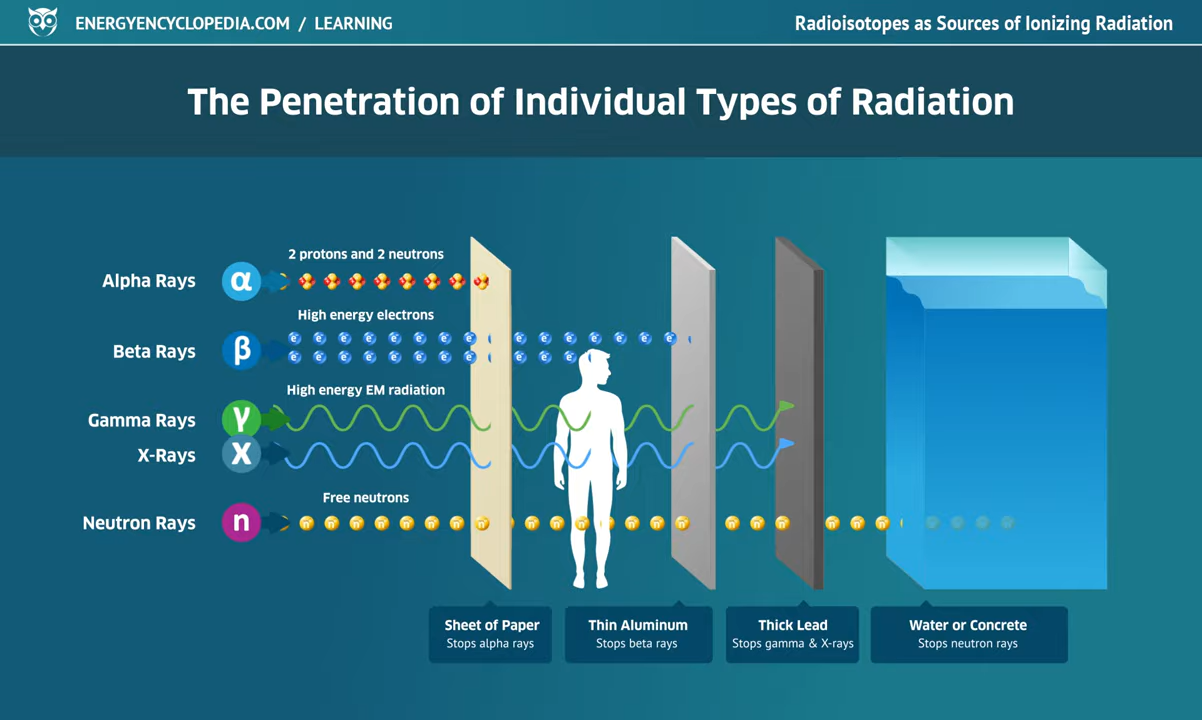 ENERGYENCYCLOPEDIA.COM / LEARNING
Radioisotopes as Sources of Ionizing Radiation
The Penetration of Individual Types of Radiation
2 protons and 2 neutrons
Alpha Rays
α
High energy electrons
e⁻ e⁻ e⁻ e⁻ e⁻ e⁻ e⁻ e⁻ e⁻ e⁻ e⁻ e⁻ e⁻ e⁻ e⁻
Beta Rays
β
e⁻ e⁻ e⁻ e⁻ e⁻ e⁻ e⁻ e⁻ e⁻ e⁻ e⁻
High energy EM radiation
Gamma Rays
γ
X-Rays
X
Free neutrons
Neutron Rays
n
n n n n n n n n n n n n n n n n n n n n n n n n
Sheet of Paper
Stops alpha rays
Thin Aluminum
Stops beta rays
Thick Lead
Stops gamma & X-rays
Water or Concrete
Stops neutron rays